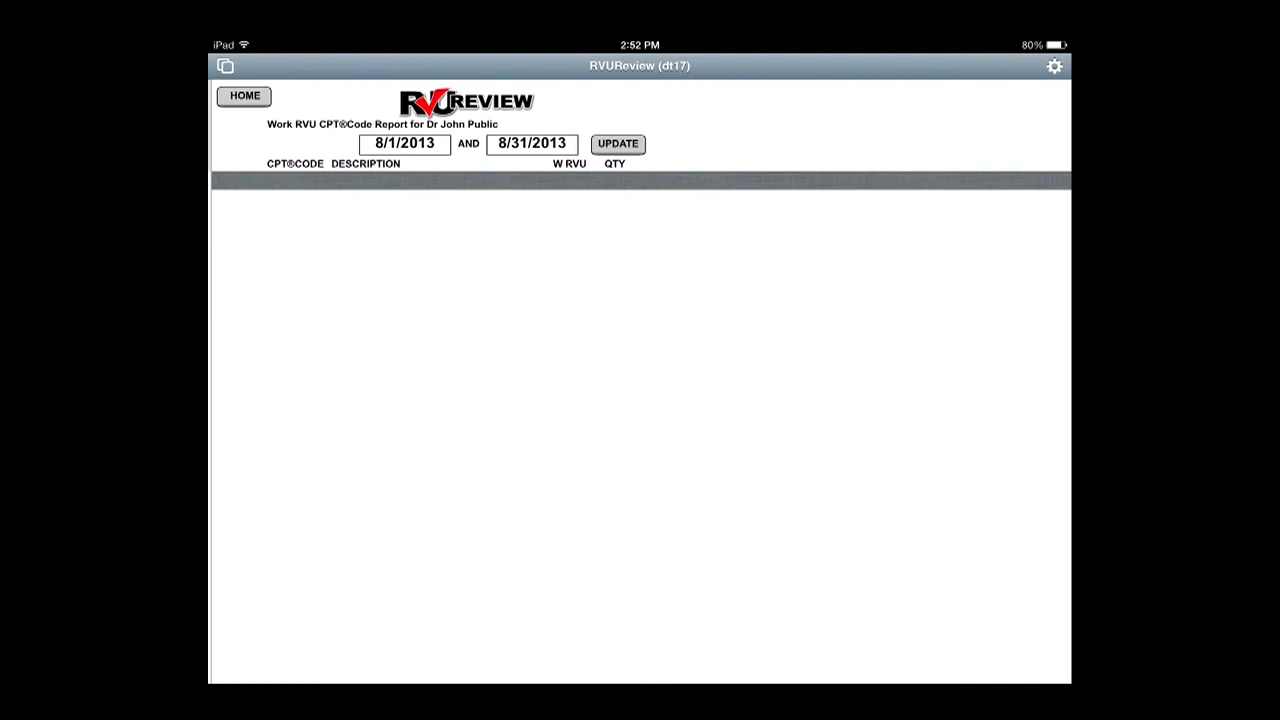 iPad 2:52 PM 80%
RVUReview (dt17)
HOME
RVUREVIEW
Work RVU CPT®Code Report for Dr John Public
8/1/2013 AND 8/31/2013 UPDATE
CPT®CODE DESCRIPTION W RVU QTY